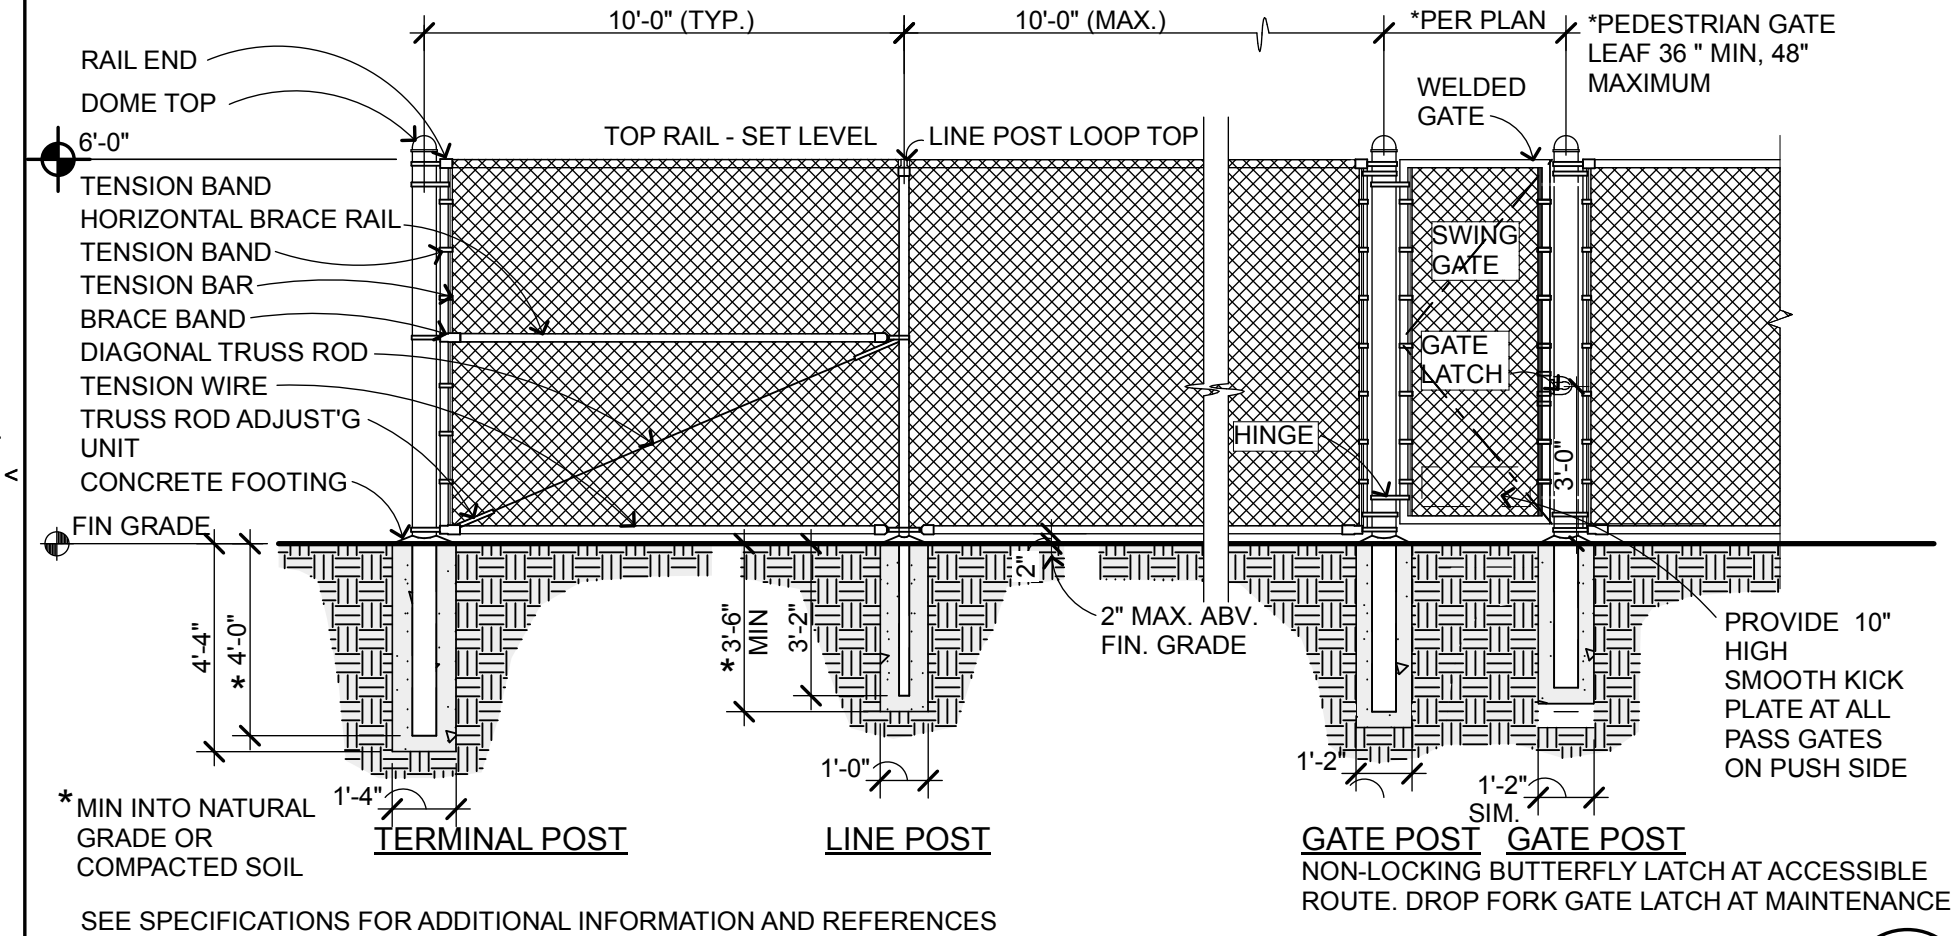 10'-0" (TYP.)
10'-0" (MAX.)
*PER PLAN
*PEDESTRIAN GATE
LEAF 36 " MIN, 48"
MAXIMUM
RAIL END
DOME TOP
6'-0"
WELDED
GATE
TOP RAIL - SET LEVEL
LINE POST LOOP TOP
TENSION BAND
HORIZONTAL BRACE RAIL
TENSION BAND
TENSION BAR
BRACE BAND
DIAGONAL TRUSS ROD
TENSION WIRE
TRUSS ROD ADJUST'G
UNIT
CONCRETE FOOTING
FIN GRADE
SWING
GATE
GATE
LATCH
HINGE
3'-0"
4'-4"
* 4'-0"
* 3'-6"
MIN
3'-2"
2"
2" MAX. ABV.
FIN. GRADE
PROVIDE 10"
HIGH
SMOOTH KICK
PLATE AT ALL
PASS GATES
ON PUSH SIDE
1'-4"
1'-0"
1'-2"
1'-2"
SIM.
* MIN INTO NATURAL
GRADE OR
COMPACTED SOIL
TERMINAL POST
LINE POST
GATE POST
GATE POST
NON-LOCKING BUTTERFLY LATCH AT ACCESSIBLE
ROUTE. DROP FORK GATE LATCH AT MAINTENANCE
SEE SPECIFICATIONS FOR ADDITIONAL INFORMATION AND REFERENCES